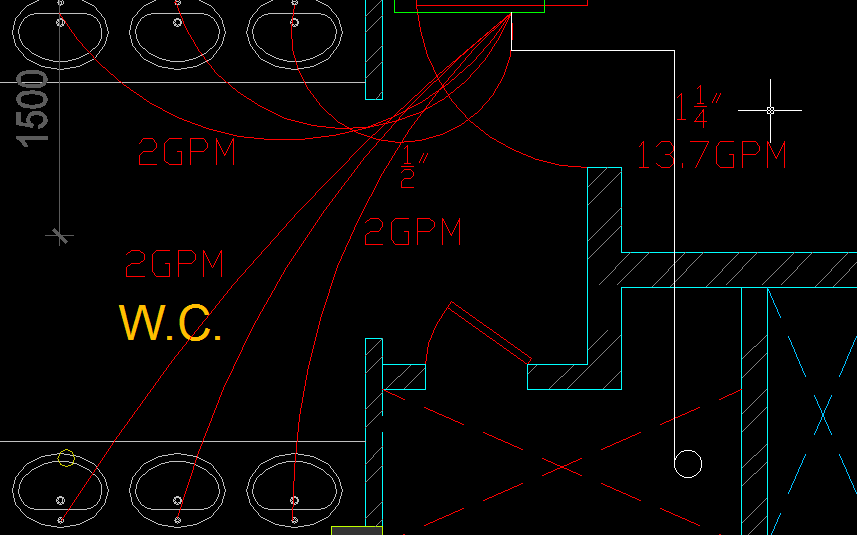 1500
1 1/4"
13.7GPM
2GPM
1/2"
2GPM
2GPM
W.C.